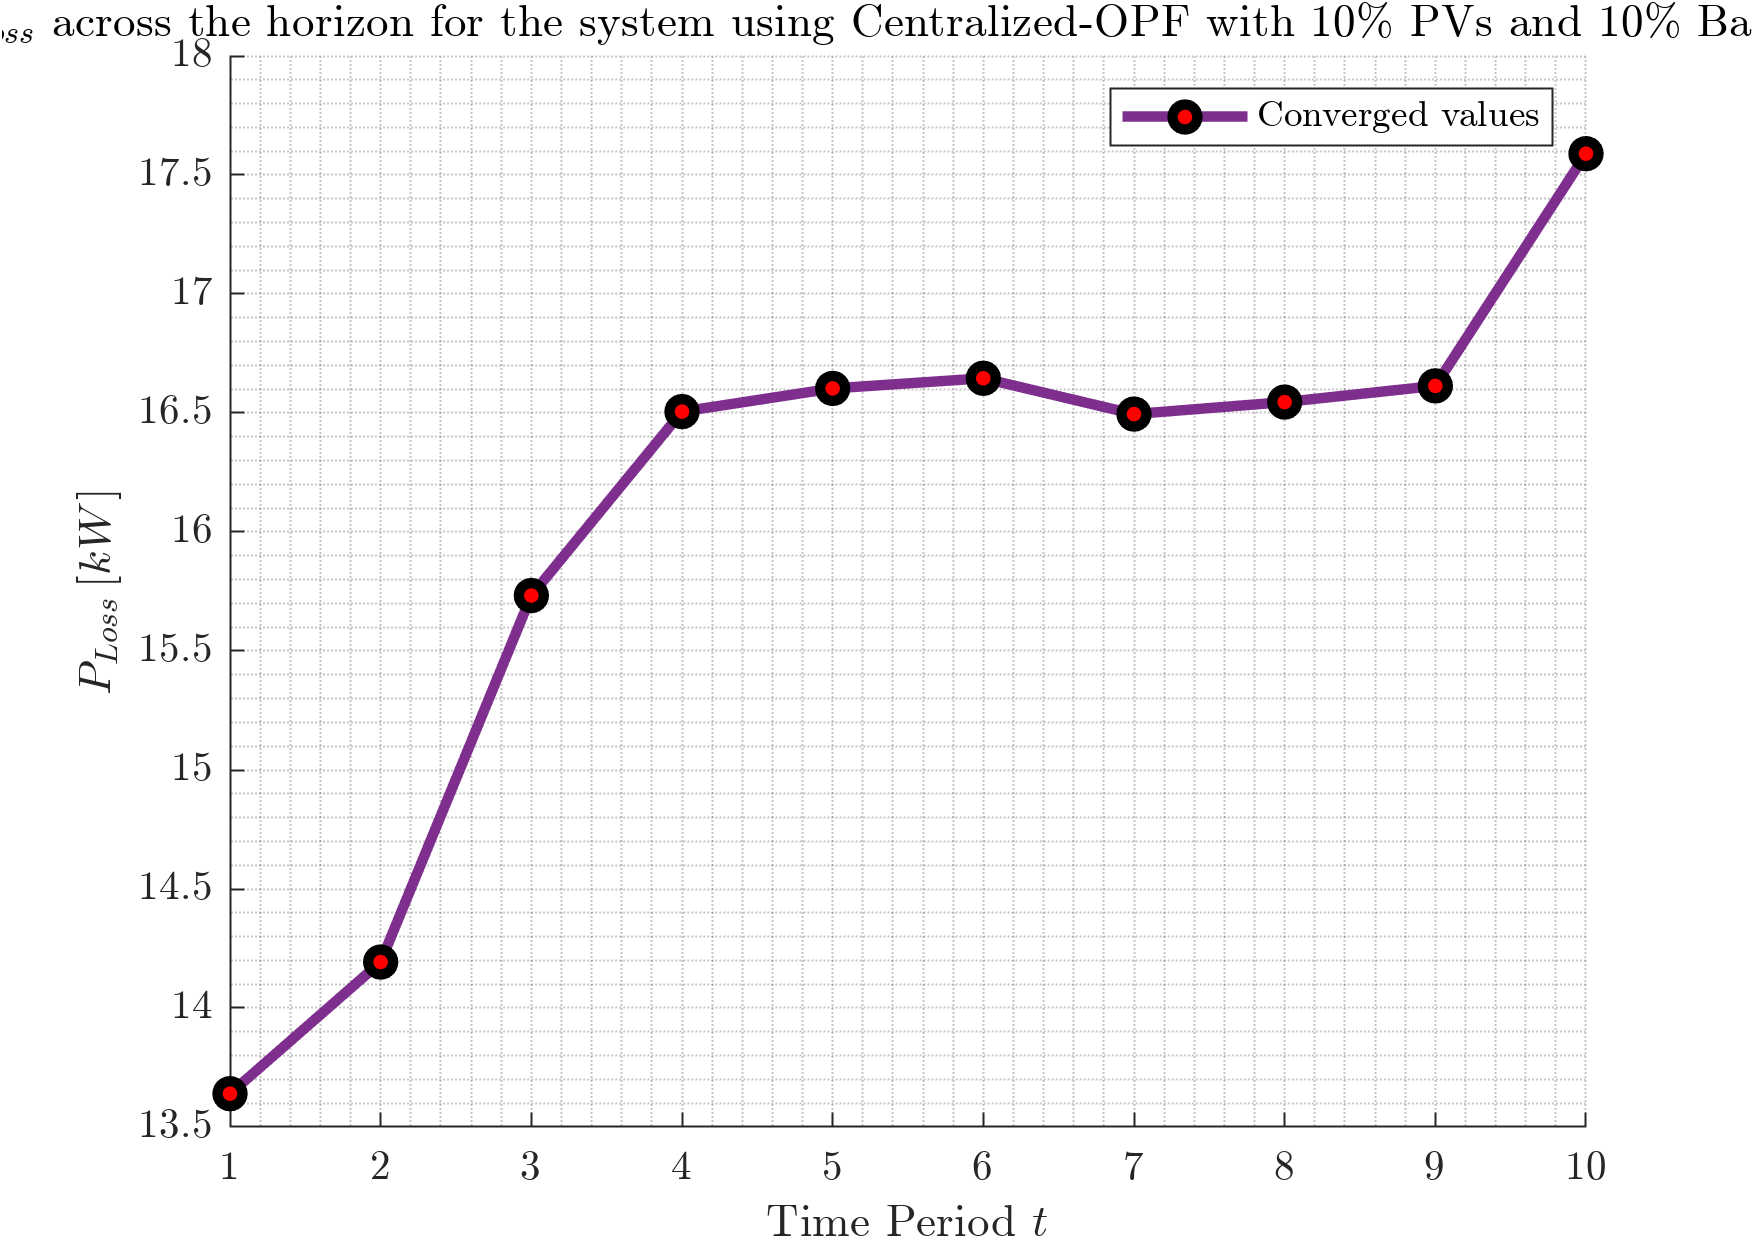 oss across the horizon for the system using Centralized-OPF with 10% PVs and 10% Ba
18
17.5
17
16.5
16
15.5
15
14.5
14
13.5
P_Loss [kW]
Converged values
1 2 3 4 5 6 7 8 9 10
Time Period t